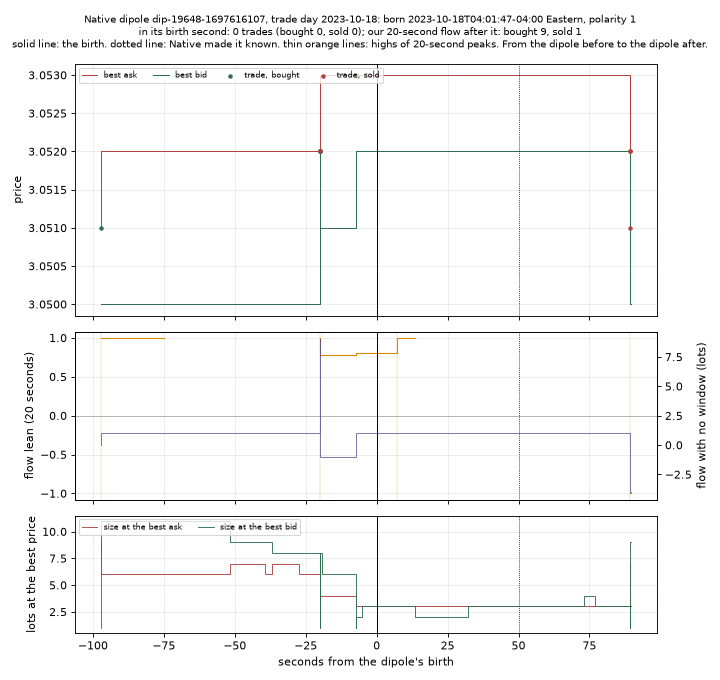 Native dipole dip-19648-1697616107, trade day 2023-10-18: born 2023-10-18T04:01:47-04:00 Eastern, polarity 1
in its birth second: 0 trades (bought 0, sold 0); our 20-second flow after it: bought 9, sold 1
solid line: the birth. dotted line: Native made it known. thin orange lines: highs of 20-second peaks. From the dipole before to the dipole after.
best ask best bid trade, bought trade, sold
3.0530
3.0525
3.0520
3.0515
3.0510
3.0505
3.0500
price
1.0
0.5
0.0
−0.5
−1.0
flow lean (20 seconds)
7.5
5.0
2.5
0.0
−2.5
flow with no window (lots)
size at the best ask size at the best bid
10.0
7.5
5.0
2.5
lots at the best price
−100 −75 −50 −25 0 25 50 75
seconds from the dipole's birth